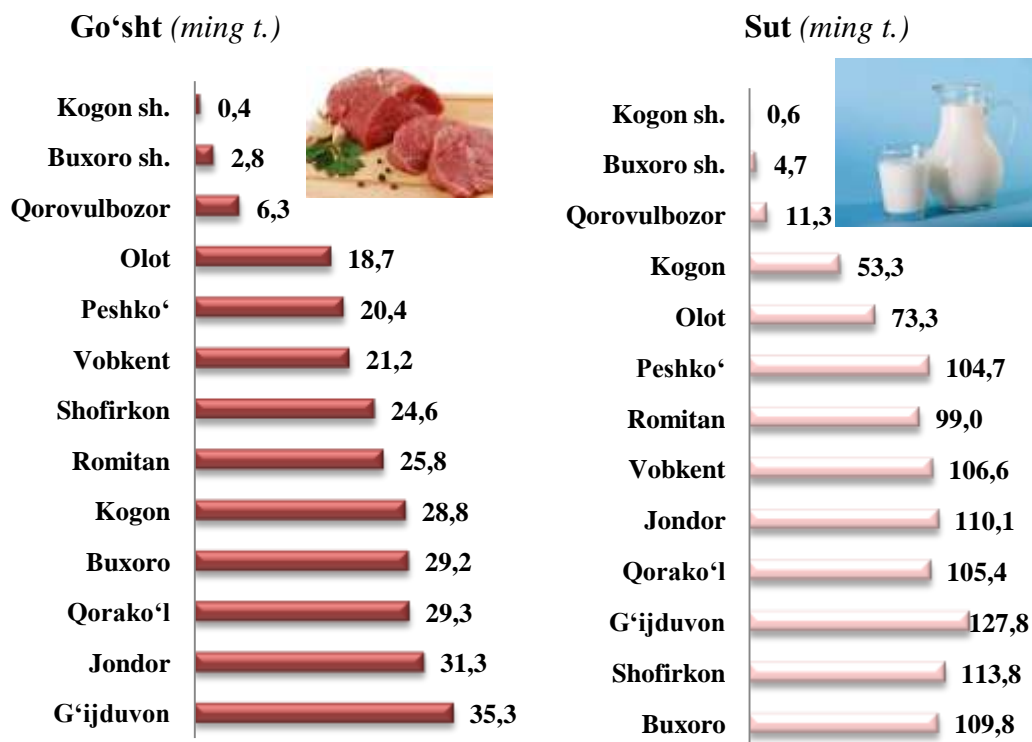 Go‘sht (ming t.)
Kogon sh. 0,4
Buxoro sh. 2,8
Qorovulbozor 6,3
Olot 18,7
Peshko‘ 20,4
Vobkent 21,2
Shofirkon 24,6
Romitan 25,8
Kogon 28,8
Buxoro 29,2
Qorako‘l 29,3
Jondor 31,3
G‘ijduvon 35,3
Sut (ming t.)
Kogon sh. 0,6
Buxoro sh. 4,7
Qorovulbozor 11,3
Kogon 53,3
Olot 73,3
Peshko‘ 104,7
Romitan 99,0
Vobkent 106,6
Jondor 110,1
Qorako‘l 105,4
G‘ijduvon 127,8
Shofirkon 113,8
Buxoro 109,8